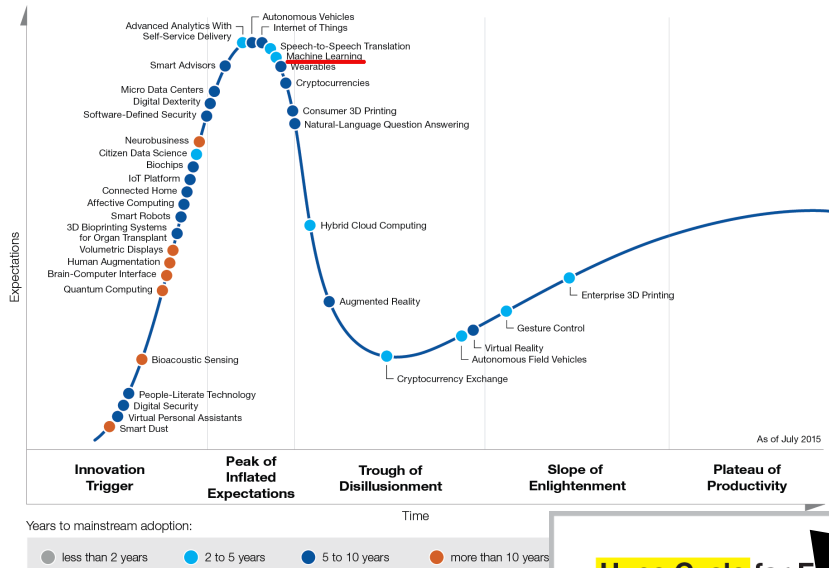 Autonomous Vehicles
Advanced Analytics With
Self-Service Delivery
Internet of Things
Speech-to-Speech Translation
Machine Learning
Smart Advisors
Wearables
Cryptocurrencies
Micro Data Centers
Digital Dexterity
Software-Defined Security
Consumer 3D Printing
Natural-Language Question Answering
Neurobusiness
Citizen Data Science
Biochips
IoT Platform
Connected Home
Affective Computing
Smart Robots
3D Bioprinting Systems
for Organ Transplant
Volumetric Displays
Human Augmentation
Brain-Computer Interface
Quantum Computing
Hybrid Cloud Computing
Augmented Reality
Enterprise 3D Printing
Gesture Control
Virtual Reality
Autonomous Field Vehicles
Cryptocurrency Exchange
Bioacoustic Sensing
People-Literate Technology
Digital Security
Virtual Personal Assistants
Smart Dust
Expectations
As of July 2015
Innovation
Trigger
Peak of
Inflated
Expectations
Trough of
Disillusionment
Slope of
Enlightenment
Plateau of
Productivity
Time
Years to mainstream adoption:
less than 2 years
2 to 5 years
5 to 10 years
more than 10 years